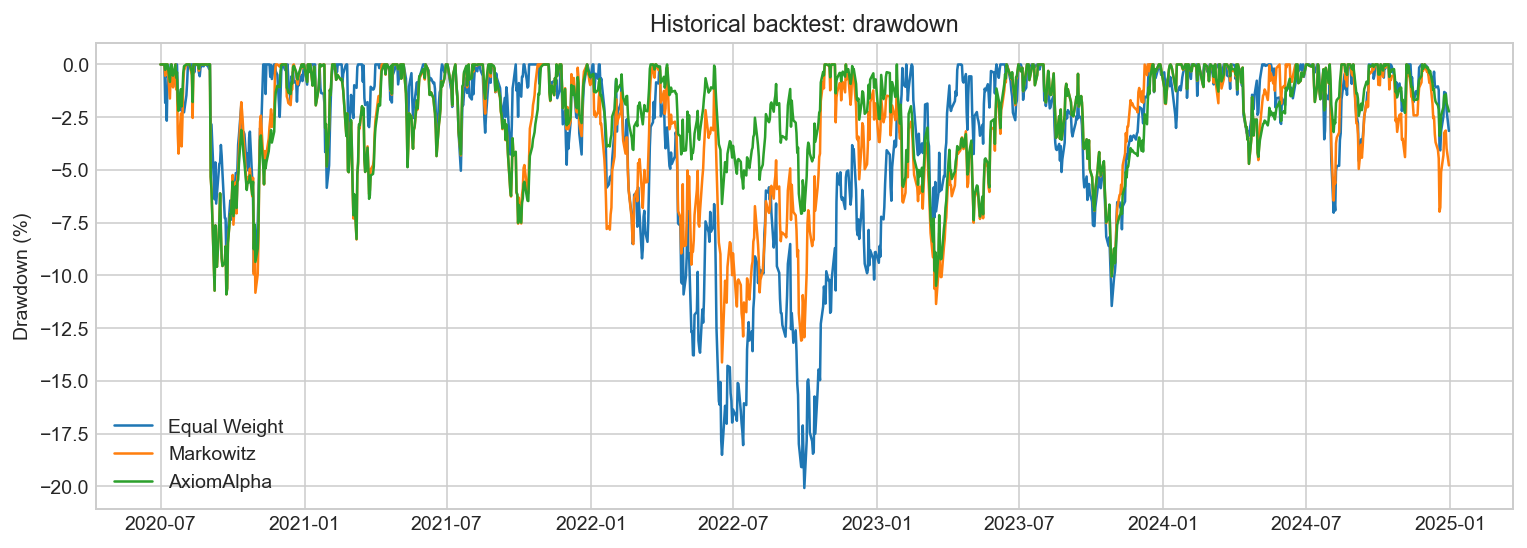 Historical backtest: drawdown
Drawdown (%)
0.0
−2.5
−5.0
−7.5
−10.0
−12.5
−15.0
−17.5
−20.0
Equal Weight
Markowitz
AxiomAlpha
2020-07 2021-01 2021-07 2022-01 2022-07 2023-01 2023-07 2024-01 2024-07 2025-01